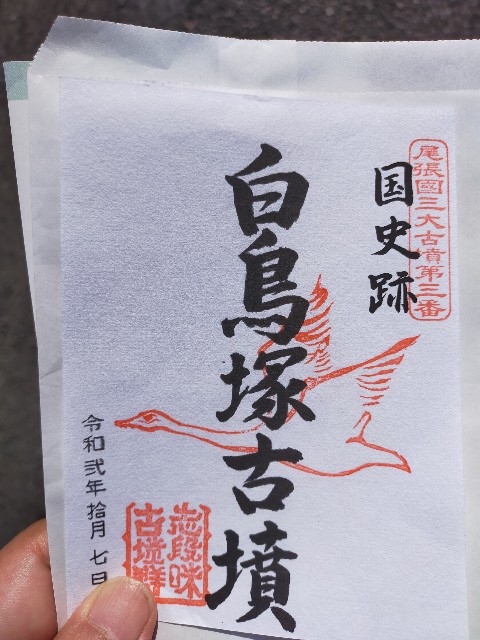 尾張國三大古墳第三番
国史跡
白鳥塚古墳
令和弐年拾月七日
志段味
古墳群